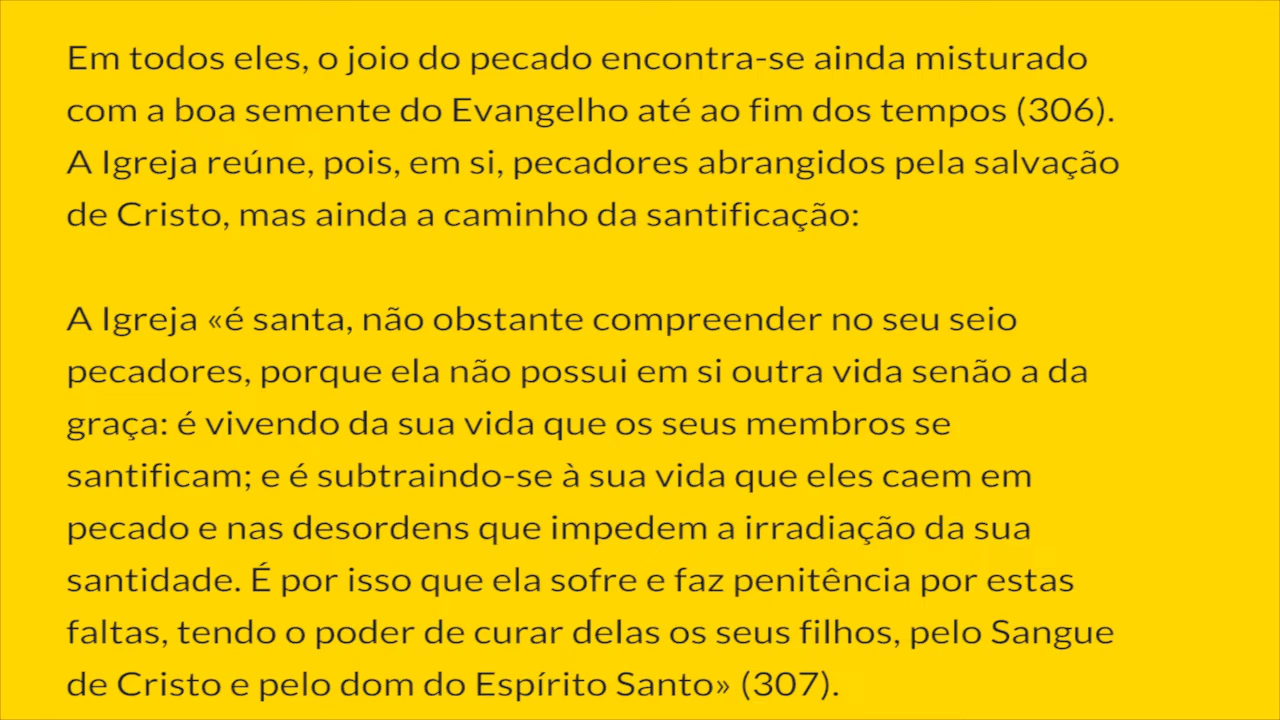 Em todos eles, o joio do pecado encontra-se ainda misturado
com a boa semente do Evangelho até ao fim dos tempos (306).
A Igreja reúne, pois, em si, pecadores abrangidos pela salvação
de Cristo, mas ainda a caminho da santificação:
A Igreja «é santa, não obstante compreender no seu seio
pecadores, porque ela não possui em si outra vida senão a da
graça: é vivendo da sua vida que os seus membros se
santificam; e é subtraindo-se à sua vida que eles caem em
pecado e nas desordens que impedem a irradiação da sua
santidade. É por isso que ela sofre e faz penitência por estas
faltas, tendo o poder de curar delas os seus filhos, pelo Sangue
de Cristo e pelo dom do Espírito Santo» (307).